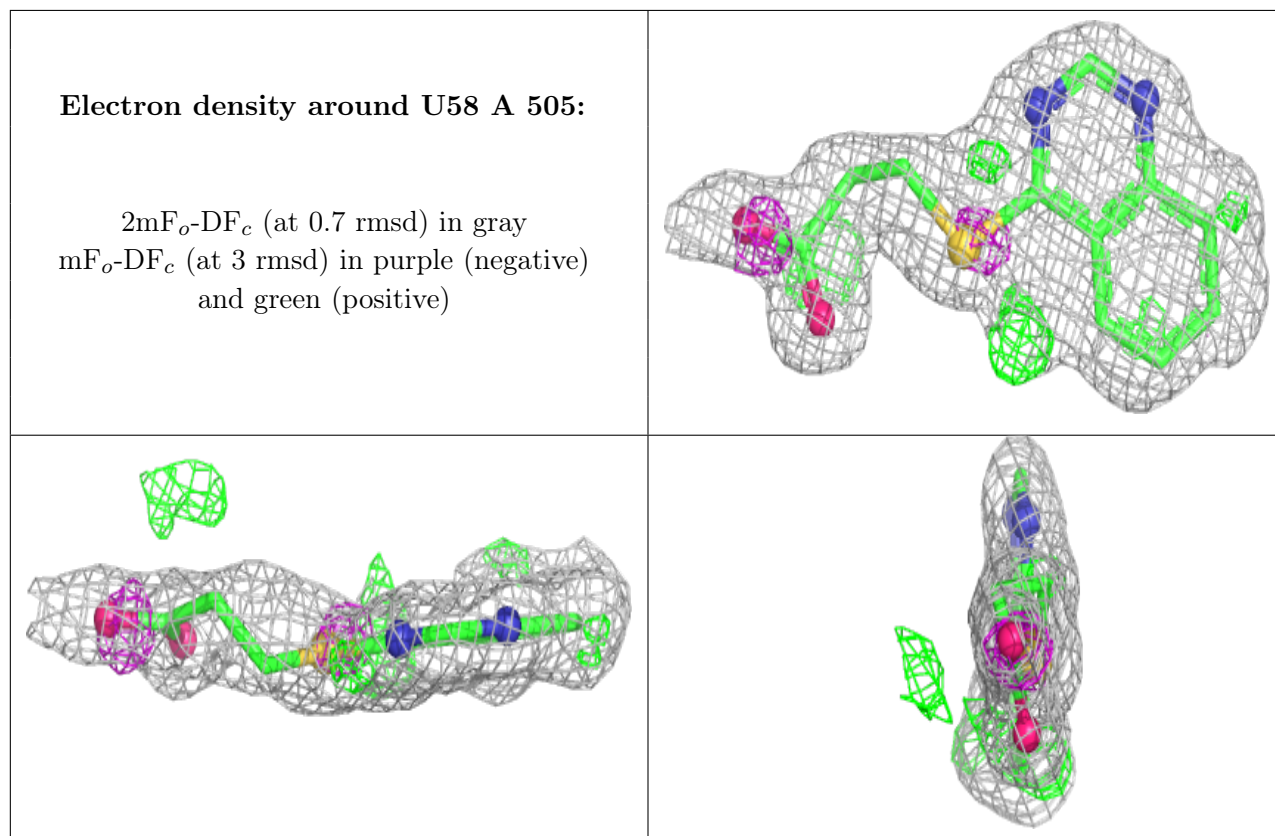 Electron density around U58 A 505:
2mFo-DFc (at 0.7 rmsd) in gray
mFo-DFc (at 3 rmsd) in purple (negative)
and green (positive)